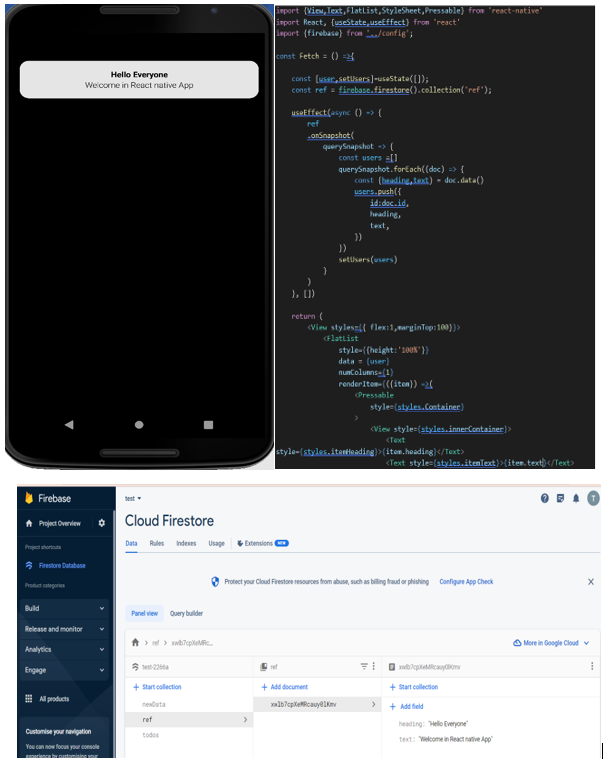 Hello Everyone
Welcome in React native App
import {View,Text,FlatList,StyleSheet,Pressable} from 'react-native'
import React, {useState,useEffect} from 'react'
import {firebase} from '../config';
const Fetch = () =>{
const [user,setUsers]=useState([]);
const ref = firebase.firestore().collection('ref');
useEffect(async () => {
ref
.onSnapshot(
querySnapshot => {
const users =[]
querySnapshot.forEach((doc) => {
const {heading,text} = doc.data()
users.push({
id:doc.id,
heading,
text,
})
})
setUsers(users)
}
)
}, [])
return (
<View styles={{ flex:1,marginTop:100}}>
<FlatList
style={{height:'100%'}}
data = {user}
numColumns={1}
renderItem={({item}) =>(
<Pressable
style={styles.Container}
>
<View style={styles.innerContainer}>
<Text
style={styles.itemHeading}>{item.heading}</Text>
<Text style={styles.itemText}>{item.text}</Text>
Firebase
Project Overview
Project shortcuts
Firestore Database
Product categories
Build
Release and monitor
Analytics
Engage
All products
Customise your navigation
You can now focus your console
experience by customising your
test
T
Cloud Firestore
Data Rules Indexes Usage Extensions NEW
Protect your Cloud Firestore resources from abuse, such as billing fraud or phishing Configure App Check
Panel view Query builder
ref xwlb7cpXeMRc... More in Google Cloud
test-2266a ref xwlb7cpXeMRcauy0lKmv
+ Start collection + Add document + Start collection
newData xwlb7cpXeMRcauy0lKmv + Add field
ref
todos
heading: "Hello Everyone"
text: "Welcome in React native App"